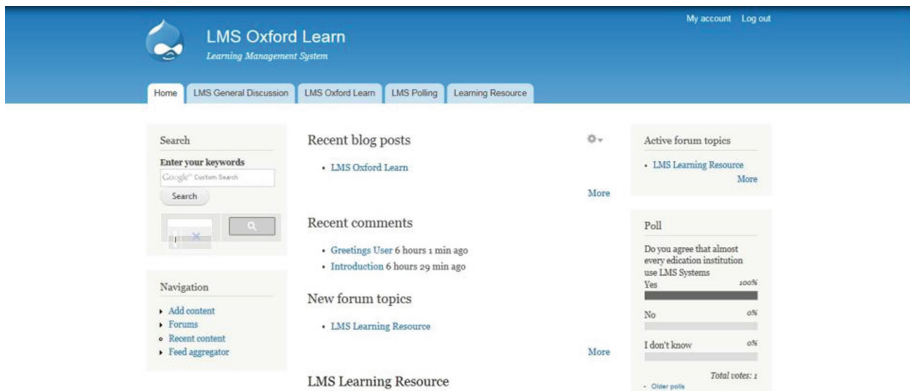 My account Log out
LMS Oxford Learn
Learning Management System
Home LMS General Discussion LMS Oxford Learn LMS Polling Learning Resource
Search
Enter your keywords
Google™ Custom Search
Search
Navigation
Add content
Forums
Recent content
Feed aggregator
Recent blog posts
LMS Oxford Learn
More
Recent comments
Greetings User 6 hours 1 min ago
Introduction 6 hours 29 min ago
New forum topics
LMS Learning Resource
More
LMS Learning Resource
Active forum topics
LMS Learning Resource
More
Poll
Do you agree that almost
every edication institution
use LMS Systems
Yes 100%
No 0%
I don't know 0%
Total votes: 1
Older polls